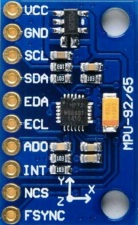 VCC
GND
SCL
SDA
EDA
ECL
ADO
INT
NCS
FSYNC
MPU-92/65
Y
Z
X